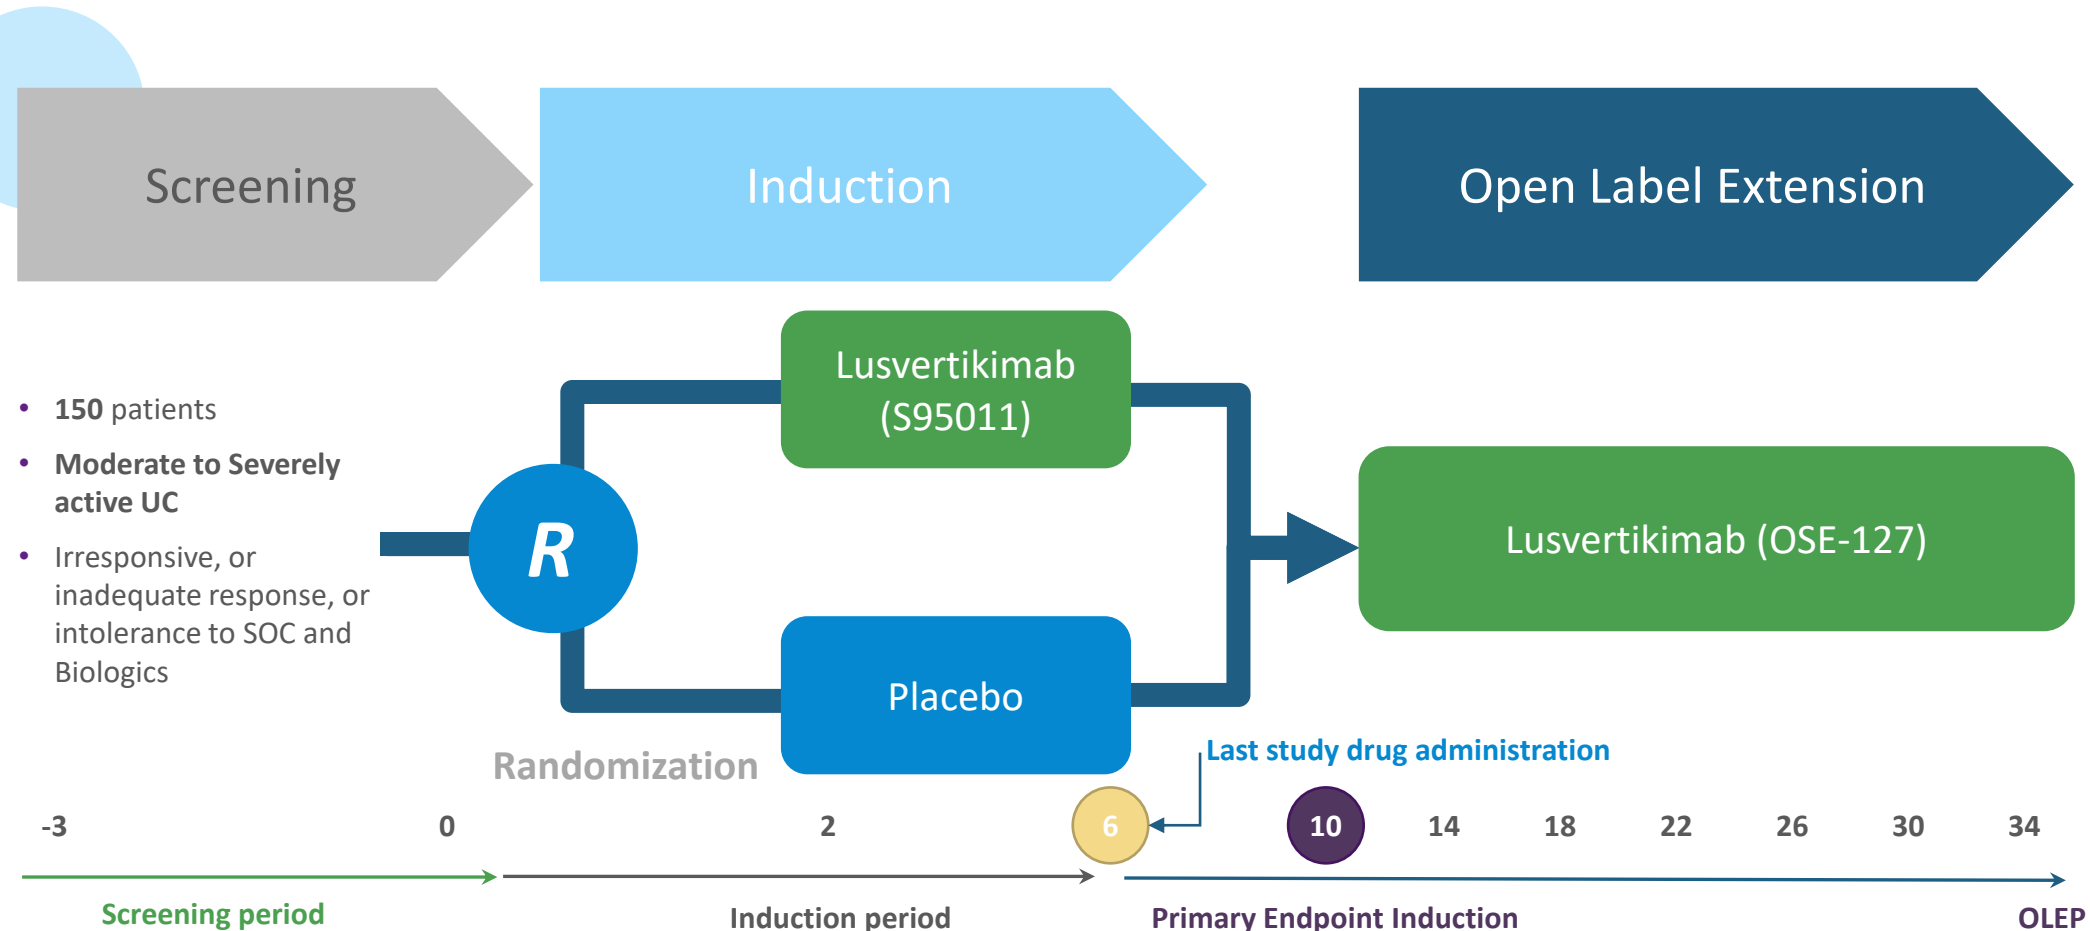 Screening
Induction
Open Label Extension
• 150 patients
• Moderate to Severely
active UC
• Irresponsive, or
inadequate response, or
intolerance to SOC and
Biologics
R
Lusvertikimab
(S95011)
Placebo
Lusvertikimab (OSE-127)
Randomization
Last study drug administration
-3 0 2 6 10 14 18 22 26 30 34
Screening period
Induction period
Primary Endpoint Induction
OLEP